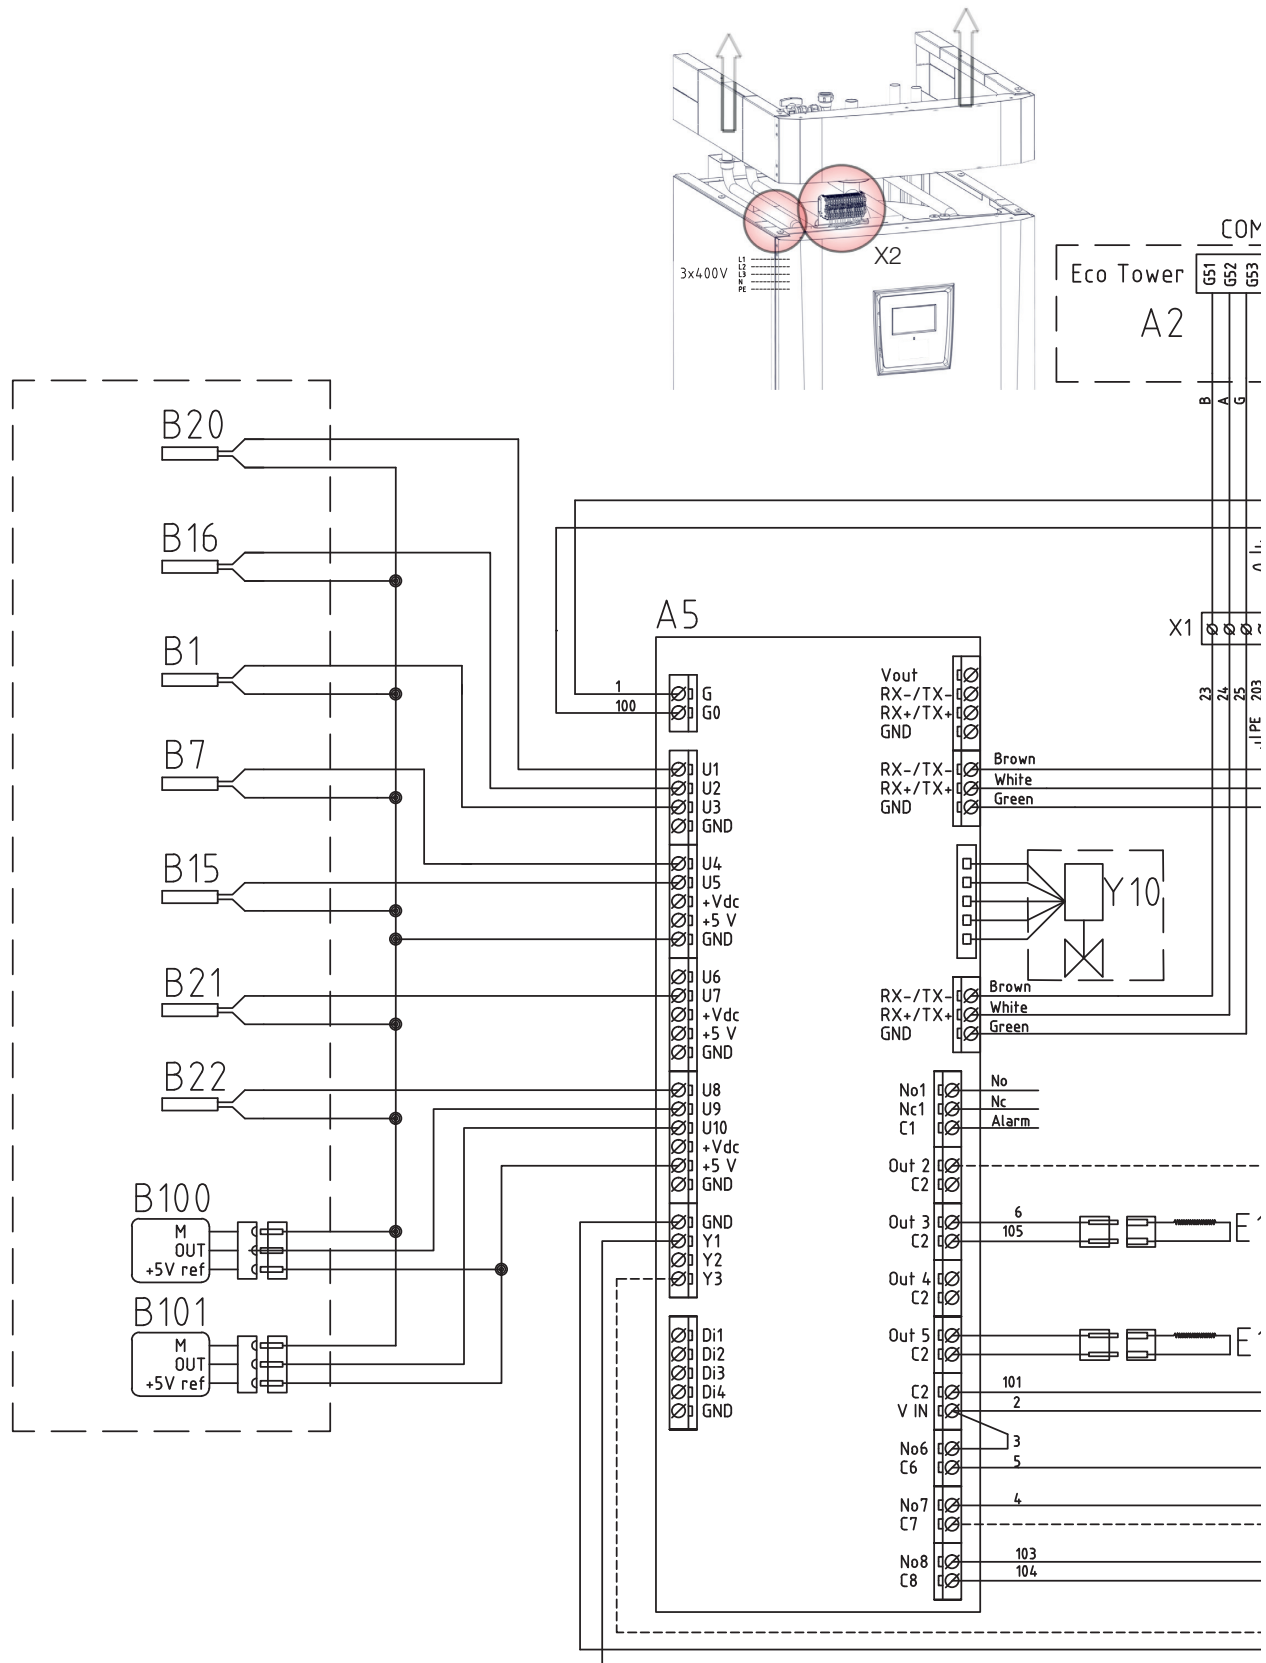 COM
Eco Tower
G51
G52
G53
A2
X2
3x400V
L1
L2
L3
N
PE
B
A
G
B20
B16
B1
B7
B15
B21
B22
B100
M
OUT
+5V ref
B101
M
OUT
+5V ref
X1
23
24
25
203
PE
A5
1
G
100
G0
U1
U2
U3
GND
U4
U5
+Vdc
+5 V
GND
U6
U7
+Vdc
+5 V
GND
U8
U9
U10
+Vdc
+5 V
GND
GND
Y1
Y2
Y3
Di1
Di2
Di3
Di4
GND
Vout
RX-/TX-
RX+/TX+
GND
RX-/TX- Brown
RX+/TX+ White
GND Green
Y10
RX-/TX- Brown
RX+/TX+ White
GND Green
No1 No
Nc1 Nc
C1 Alarm
Out 2
C2
Out 3 6
C2 105
Out 4
C2
Out 5
C2
C2 101
V IN 2
No6 3
C6 5
No7 4
C7
No8 103
C8 104